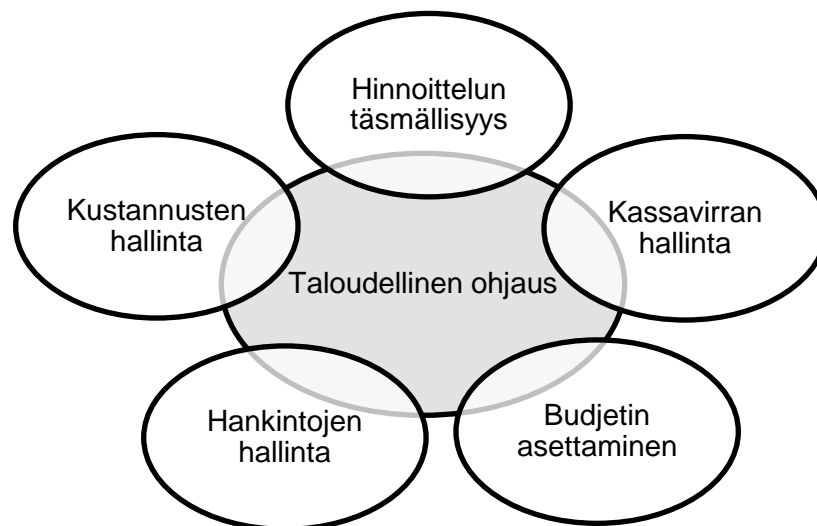 Hinnoittelun
täsmällisyys
Kustannusten
hallinta
Kassavirran
hallinta
Taloudellinen ohjaus
Hankintojen
hallinta
Budjetin
asettaminen